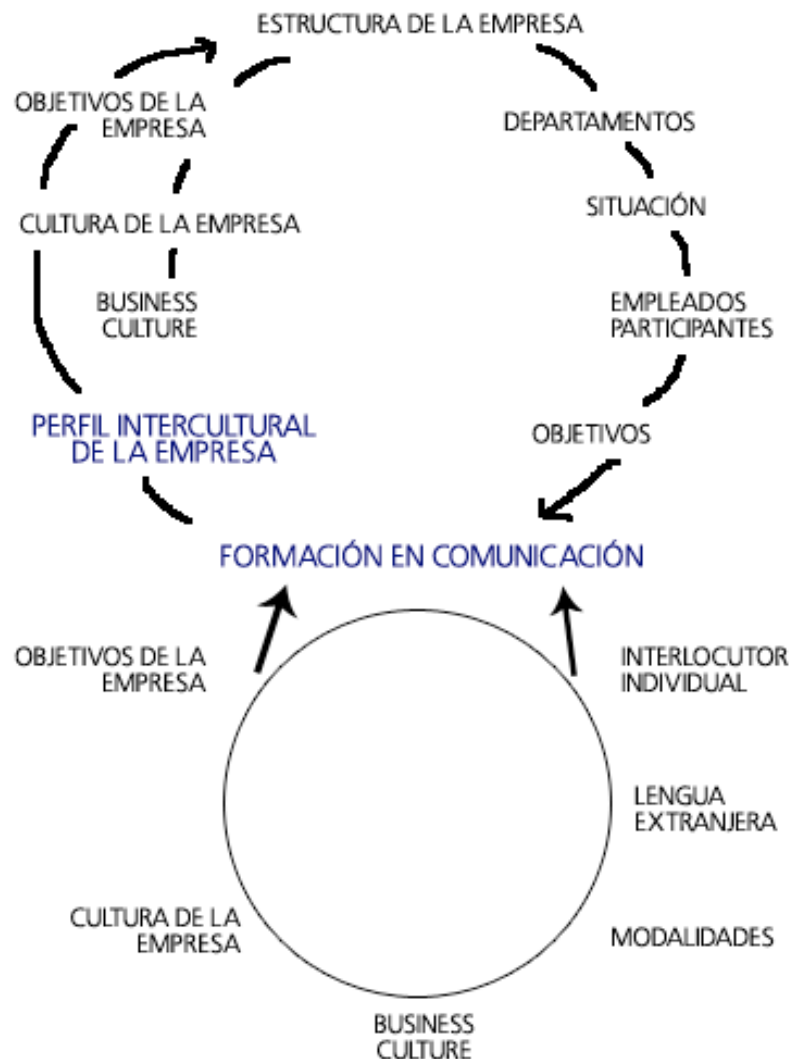 ESTRUCTURA DE LA EMPRESA
OBJETIVOS DE LA
EMPRESA
DEPARTAMENTOS
CULTURA DE LA EMPRESA
SITUACIÓN
BUSINESS
CULTURE
EMPLEADOS
PARTICIPANTES
PERFIL INTERCULTURAL
DE LA EMPRESA
OBJETIVOS
FORMACIÓN EN COMUNICACIÓN
OBJETIVOS DE LA
EMPRESA
INTERLOCUTOR
INDIVIDUAL
LENGUA
EXTRANJERA
CULTURA DE LA
EMPRESA
MODALIDADES
BUSINESS
CULTURE